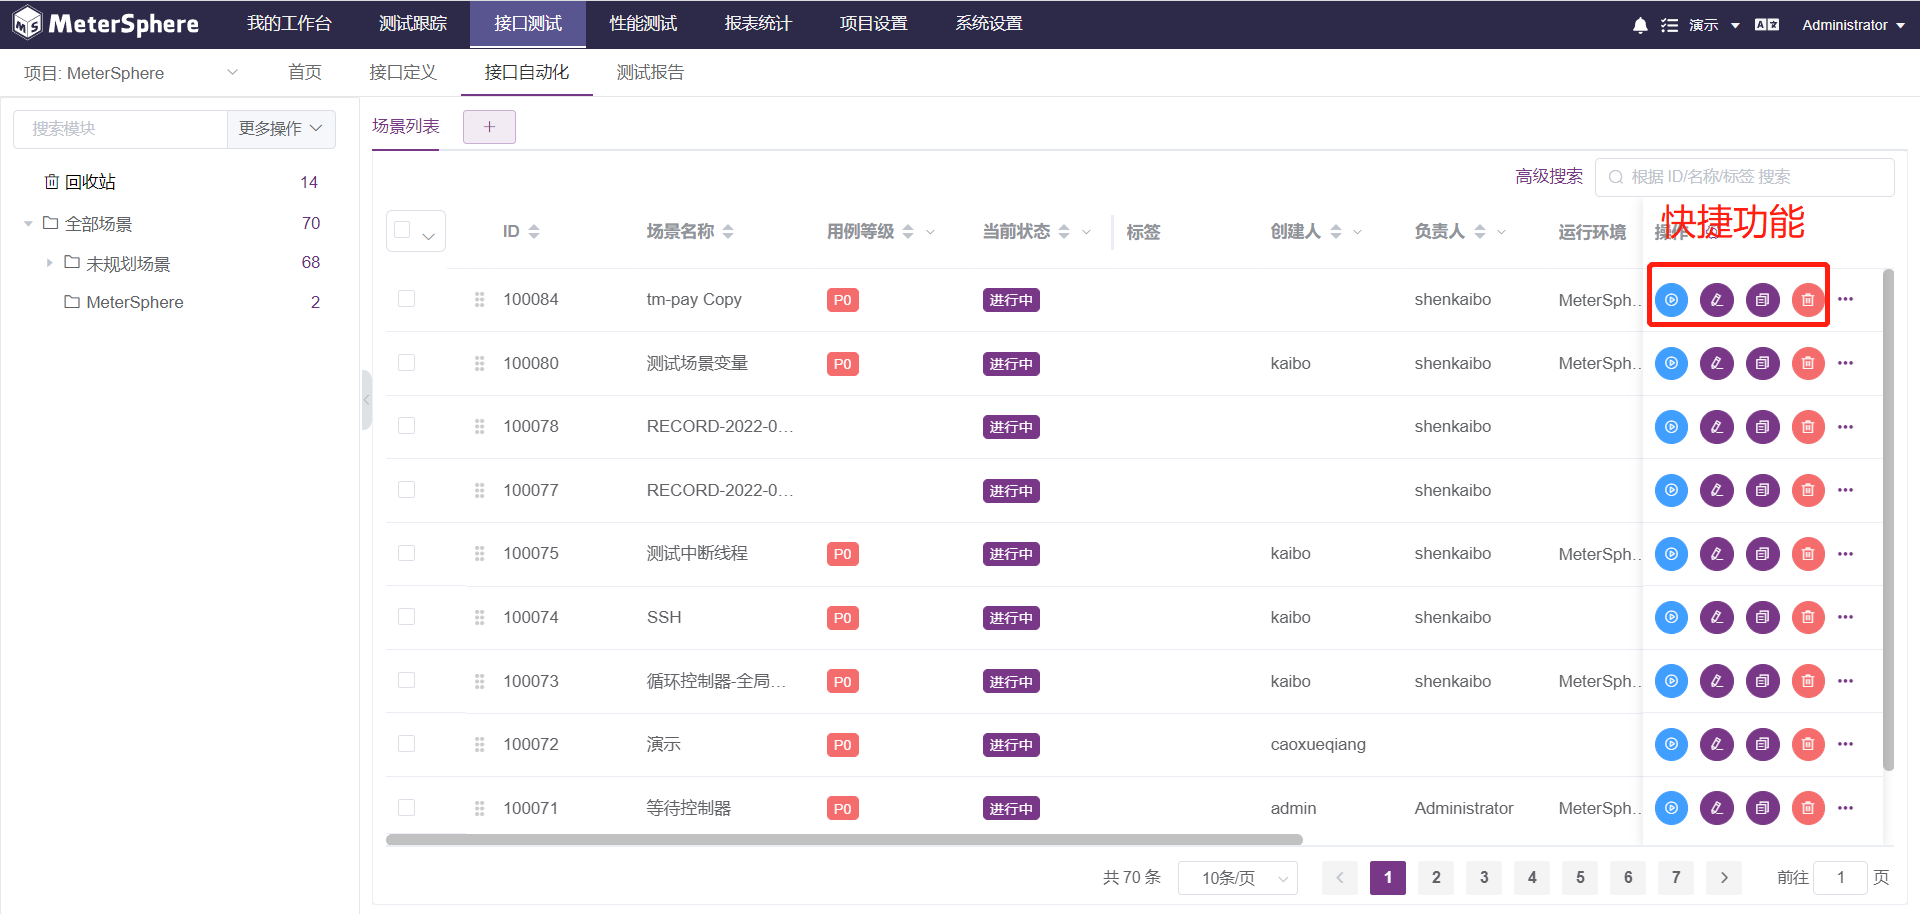 MeterSphere 我的工作台 测试跟踪 接口测试 性能测试 报表统计 项目设置 系统设置 演示 Administrator
项目: MeterSphere 首页 接口定义 接口自动化 测试报告
搜索模块 更多操作
回收站 14
全部场景 70
未规划场景 68
MeterSphere 2
场景列表 +
高级搜索 根据 ID/名称/标签 搜索
快捷功能
ID 场景名称 用例等级 当前状态 标签 创建人 负责人 运行环境 操作
100084 tm-pay Copy P0 进行中 shenkaibo MeterSph...
100080 测试场景变量 P0 进行中 kaibo shenkaibo MeterSph...
100078 RECORD-2022-0... 进行中 shenkaibo
100077 RECORD-2022-0... 进行中 shenkaibo
100075 测试中断线程 P0 进行中 kaibo shenkaibo MeterSph...
100074 SSH P0 进行中 kaibo shenkaibo
100073 循环控制器-全局... P0 进行中 kaibo shenkaibo MeterSph...
100072 演示 P0 进行中 caoxueqiang
100071 等待控制器 P0 进行中 admin Administrator MeterSph...
共 70 条 10条/页 1 2 3 4 5 6 7 前往 1 页